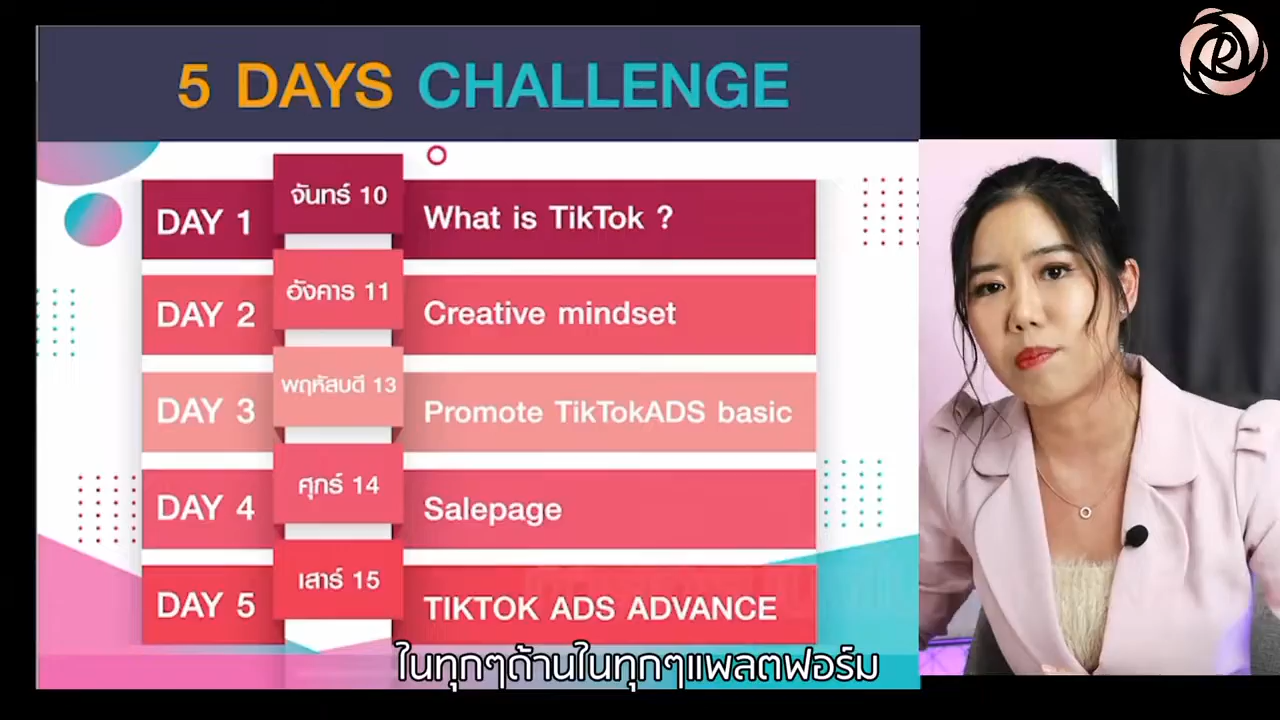 5 DAYS CHALLENGE
DAY 1
จันทร์ 10
What is TikTok ?
DAY 2
อังคาร 11
Creative mindset
DAY 3
พฤหัสบดี 13
Promote TikTokADS basic
DAY 4
ศุกร์ 14
Salepage
DAY 5
เสาร์ 15
TIKTOK ADS ADVANCE
ในทุกๆด้านในทุกๆแพลตฟอร์ม